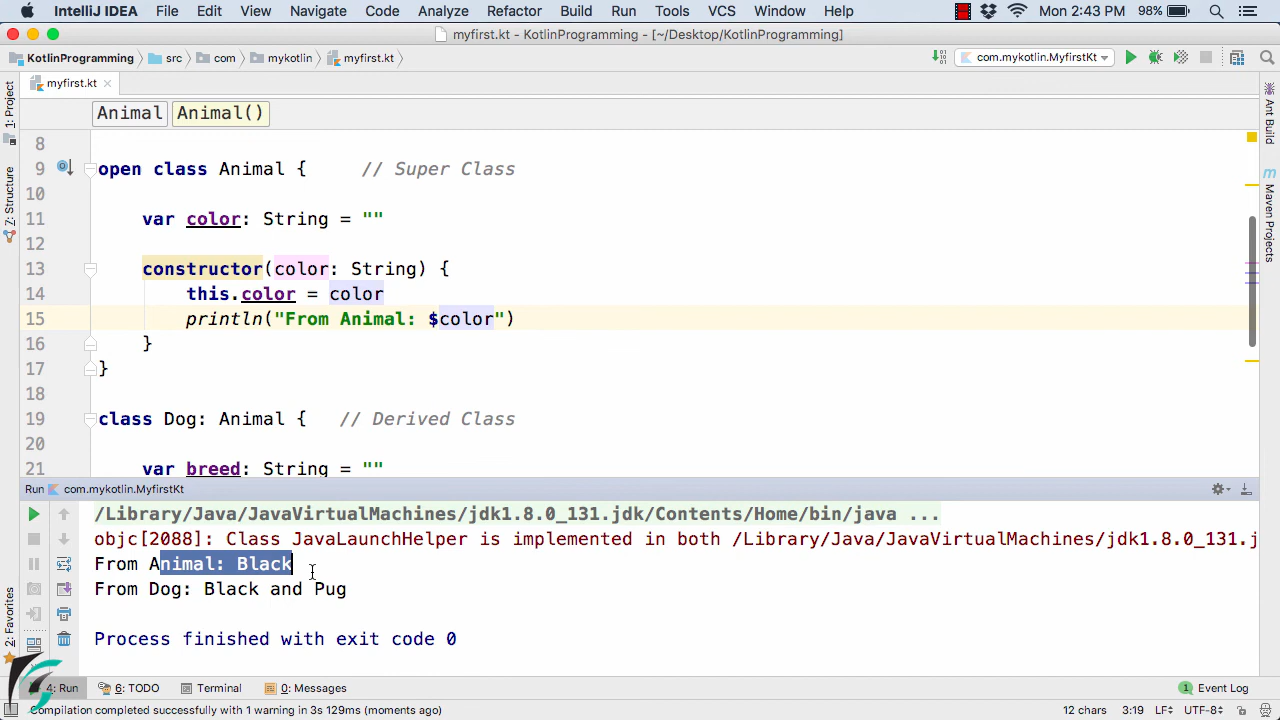 IntelliJ IDEA File Edit View Navigate Code Analyze Refactor Build Run Tools VCS Window Help Mon 2:43 PM 98%
myfirst.kt - KotlinProgramming - [~/Desktop/KotlinProgramming]
KotlinProgramming src com mykotlin myfirst.kt com.mykotlin.MyfirstKt
myfirst.kt
Animal Animal()
8
9 open class Animal { // Super Class
10
11 var color: String = ""
12
13 constructor(color: String) {
14 this.color = color
15 println("From Animal: $color")
16 }
17 }
18
19 class Dog: Animal { // Derived Class
20
21 var breed: String = ""
1: Project
7: Structure
2: Favorites
Ant Build
Maven Projects
Run com.mykotlin.MyfirstKt
/Library/Java/JavaVirtualMachines/jdk1.8.0_131.jdk/Contents/Home/bin/java ...
objc[2088]: Class JavaLaunchHelper is implemented in both /Library/Java/JavaVirtualMachines/jdk1.8.0_131.j
From Animal: Black
From Dog: Black and Pug
Process finished with exit code 0
4: Run 6: TODO Terminal 0: Messages 1 Event Log
Compilation completed successfully with 1 warning in 3s 129ms (moments ago) 12 chars 3:19 LF UTF-8